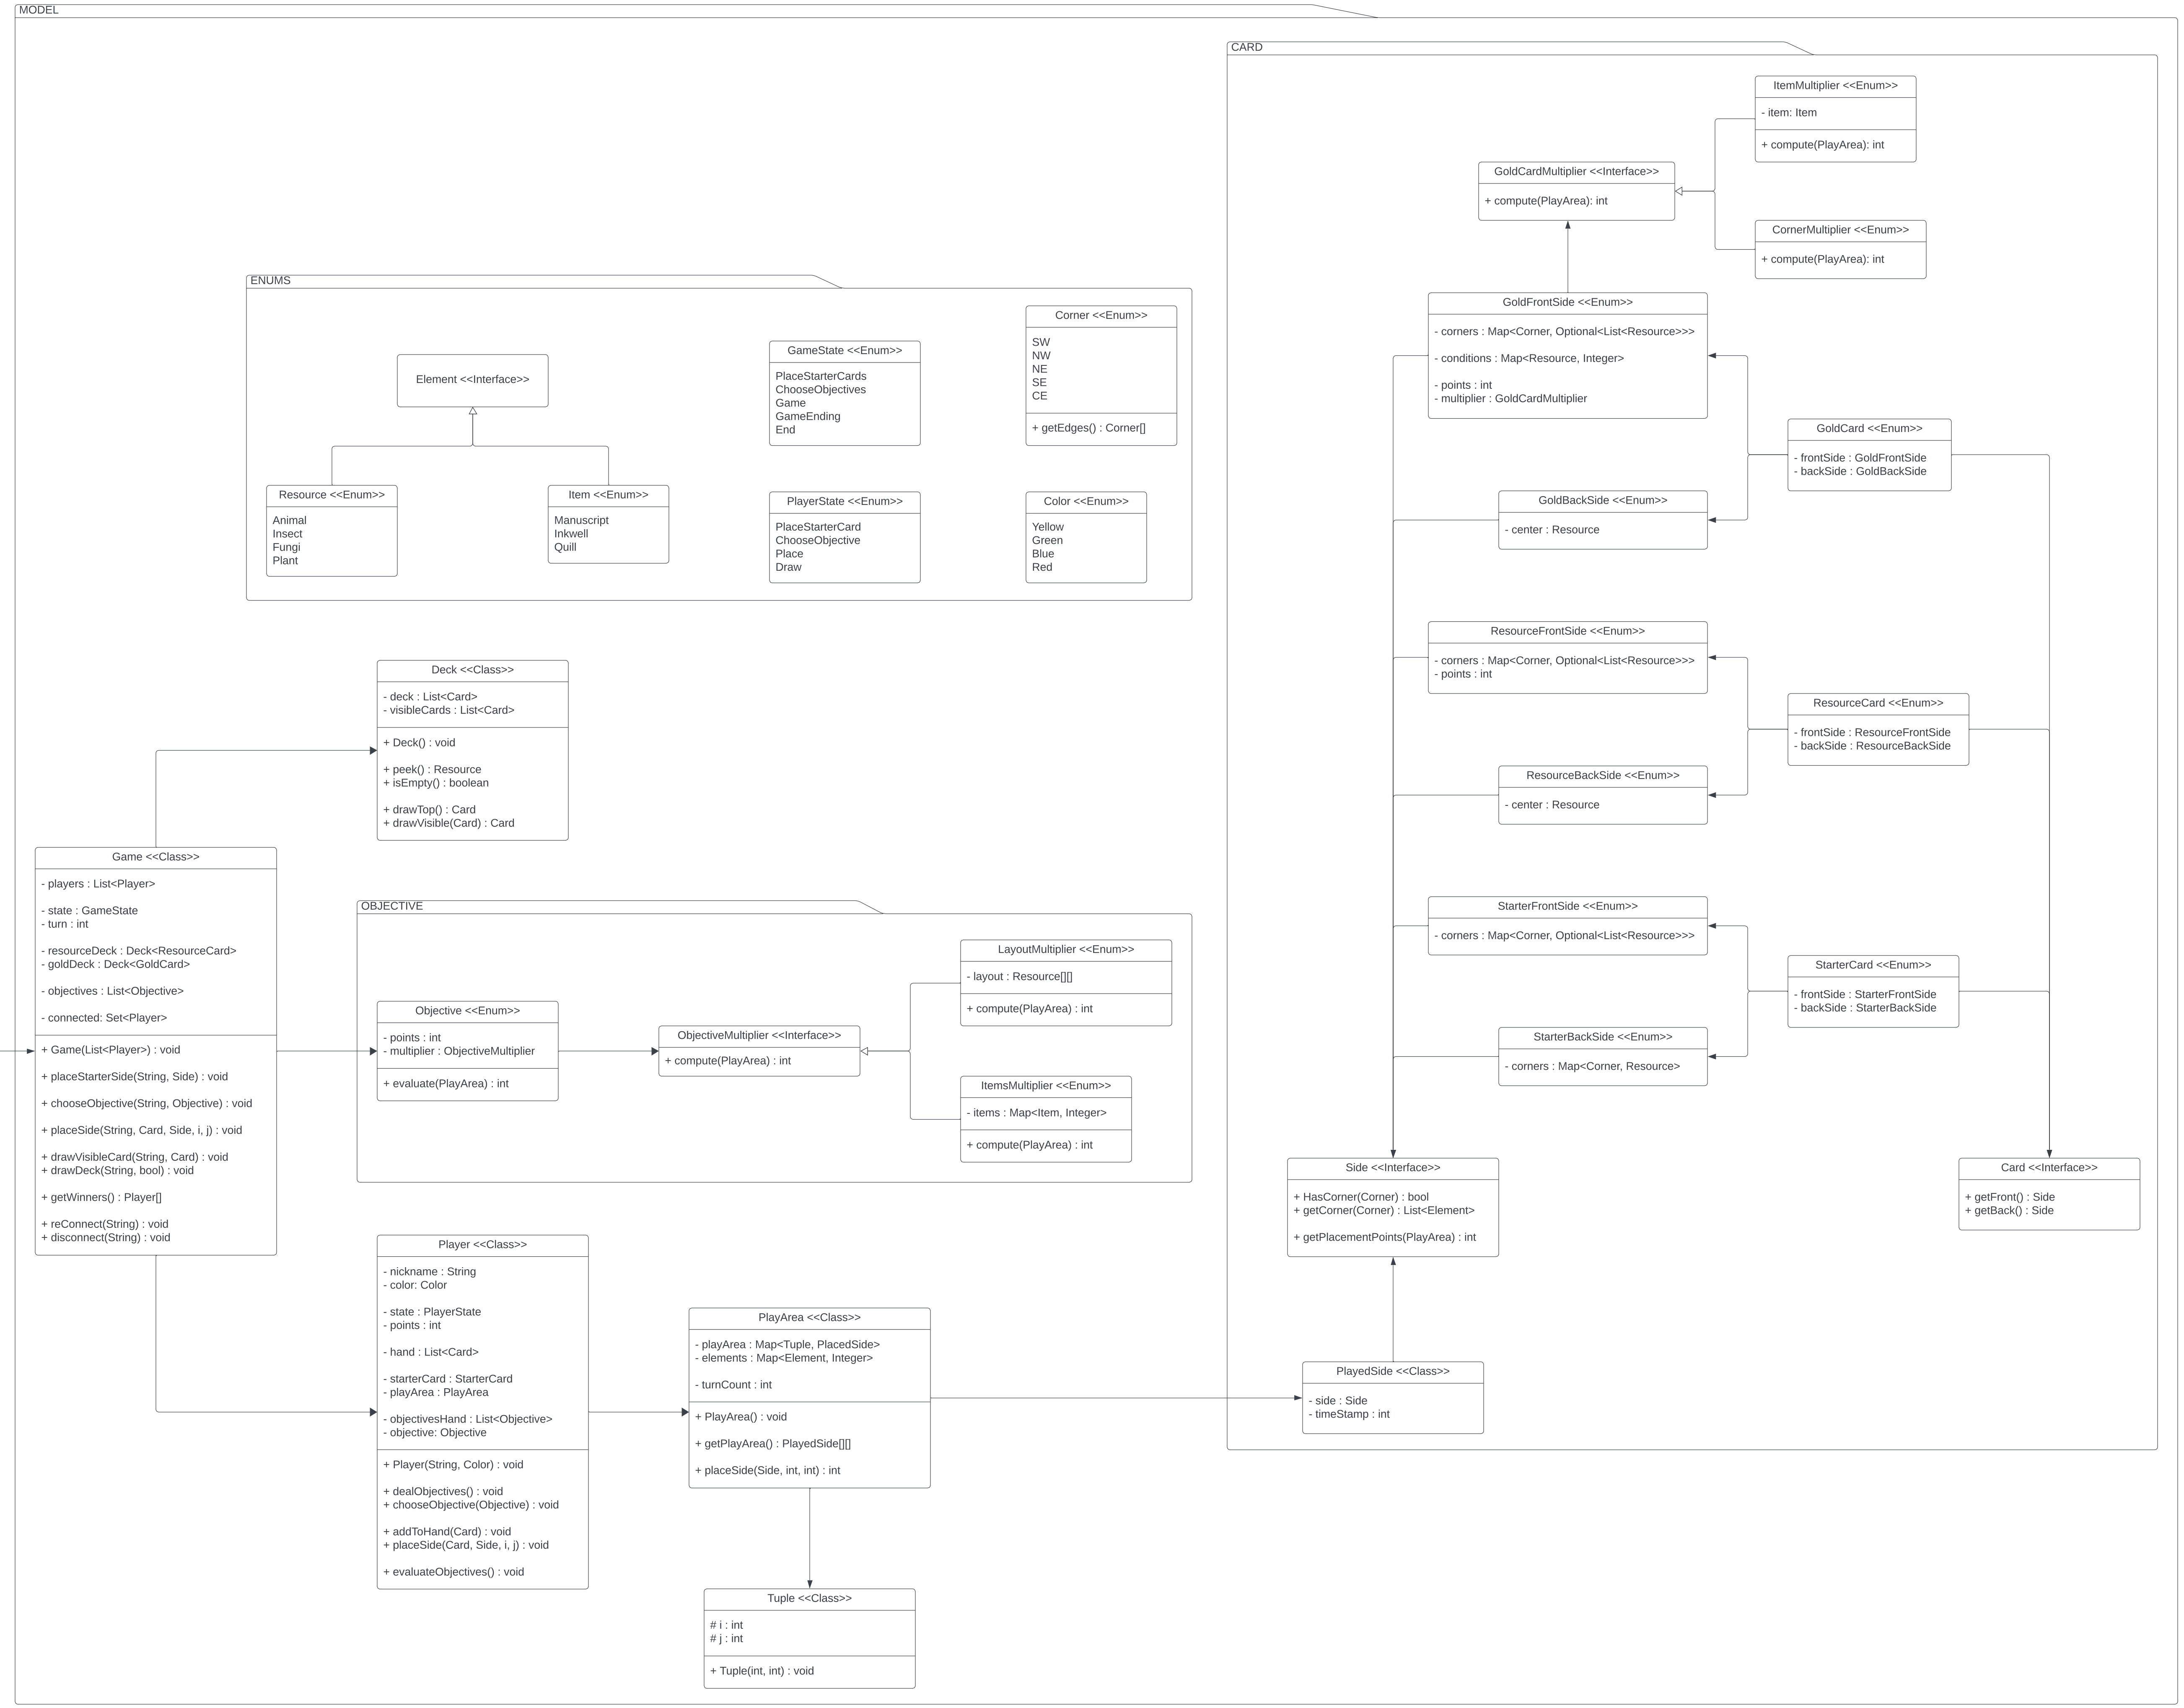 MODEL
CARD
ItemMultiplier <<Enum>>
- item: Item
+ compute(PlayArea): int
GoldCardMultiplier <<Interface>>
+ compute(PlayArea): int
CornerMultiplier <<Enum>>
+ compute(PlayArea): int
GoldFrontSide <<Enum>>
- corners : Map<Corner, Optional<List<Resource>>>
- conditions : Map<Resource, Integer>
- points : int
- multiplier : GoldCardMultiplier
GoldCard <<Enum>>
- frontSide : GoldFrontSide
- backSide : GoldBackSide
GoldBackSide <<Enum>>
- center : Resource
ResourceFrontSide <<Enum>>
- corners : Map<Corner, Optional<List<Resource>>>
- points : int
ResourceCard <<Enum>>
- frontSide : ResourceFrontSide
- backSide : ResourceBackSide
ResourceBackSide <<Enum>>
- center : Resource
StarterFrontSide <<Enum>>
- corners : Map<Corner, Optional<List<Resource>>>
StarterCard <<Enum>>
- frontSide : StarterFrontSide
- backSide : StarterBackSide
StarterBackSide <<Enum>>
- corners : Map<Corner, Resource>
Side <<Interface>>
+ HasCorner(Corner) : bool
+ getCorner(Corner) : List<Element>
+ getPlacementPoints(PlayArea) : int
Card <<Interface>>
+ getFront() : Side
+ getBack() : Side
PlayedSide <<Class>>
- side : Side
- timeStamp : int
ENUMS
Element <<Interface>>
Resource <<Enum>>
Animal
Insect
Fungi
Plant
Item <<Enum>>
Manuscript
Inkwell
Quill
GameState <<Enum>>
PlaceStarterCards
ChooseObjectives
Game
GameEnding
End
PlayerState <<Enum>>
PlaceStarterCard
ChooseObjective
Place
Draw
Corner <<Enum>>
SW
NW
NE
SE
CE
+ getEdges() : Corner[]
Color <<Enum>>
Yellow
Green
Blue
Red
Deck <<Class>>
- deck : List<Card>
- visibleCards : List<Card>
+ Deck() : void
+ peek() : Resource
+ isEmpty() : boolean
+ drawTop() : Card
+ drawVisible(Card) : Card
Game <<Class>>
- players : List<Player>
- state : GameState
- turn : int
- resourceDeck : Deck<ResourceCard>
- goldDeck : Deck<GoldCard>
- objectives : List<Objective>
- connected: Set<Player>
+ Game(List<Player>) : void
+ placeStarterSide(String, Side) : void
+ chooseObjective(String, Objective) : void
+ placeSide(String, Card, Side, i, j) : void
+ drawVisibleCard(String, Card) : void
+ drawDeck(String, bool) : void
+ getWinners() : Player[]
+ reConnect(String) : void
+ disconnect(String) : void
OBJECTIVE
Objective <<Enum>>
- points : int
- multiplier : ObjectiveMultiplier
+ evaluate(PlayArea) : int
ObjectiveMultiplier <<Interface>>
+ compute(PlayArea) : int
LayoutMultiplier <<Enum>>
- layout : Resource[][]
+ compute(PlayArea) : int
ItemsMultiplier <<Enum>>
- items : Map<Item, Integer>
+ compute(PlayArea) : int
Player <<Class>>
- nickname : String
- color: Color
- state : PlayerState
- points : int
- hand : List<Card>
- starterCard : StarterCard
- playArea : PlayArea
- objectivesHand : List<Objective>
- objective: Objective
+ Player(String, Color) : void
+ dealObjectives() : void
+ chooseObjective(Objective) : void
+ addToHand(Card) : void
+ placeSide(Card, Side, i, j) : void
+ evaluateObjectives() : void
PlayArea <<Class>>
- playArea : Map<Tuple, PlacedSide>
- elements : Map<Element, Integer>
- turnCount : int
+ PlayArea() : void
+ getPlayArea() : PlayedSide[][]
+ placeSide(Side, int, int) : int
Tuple <<Class>>
# i : int
# j : int
+ Tuple(int, int) : void